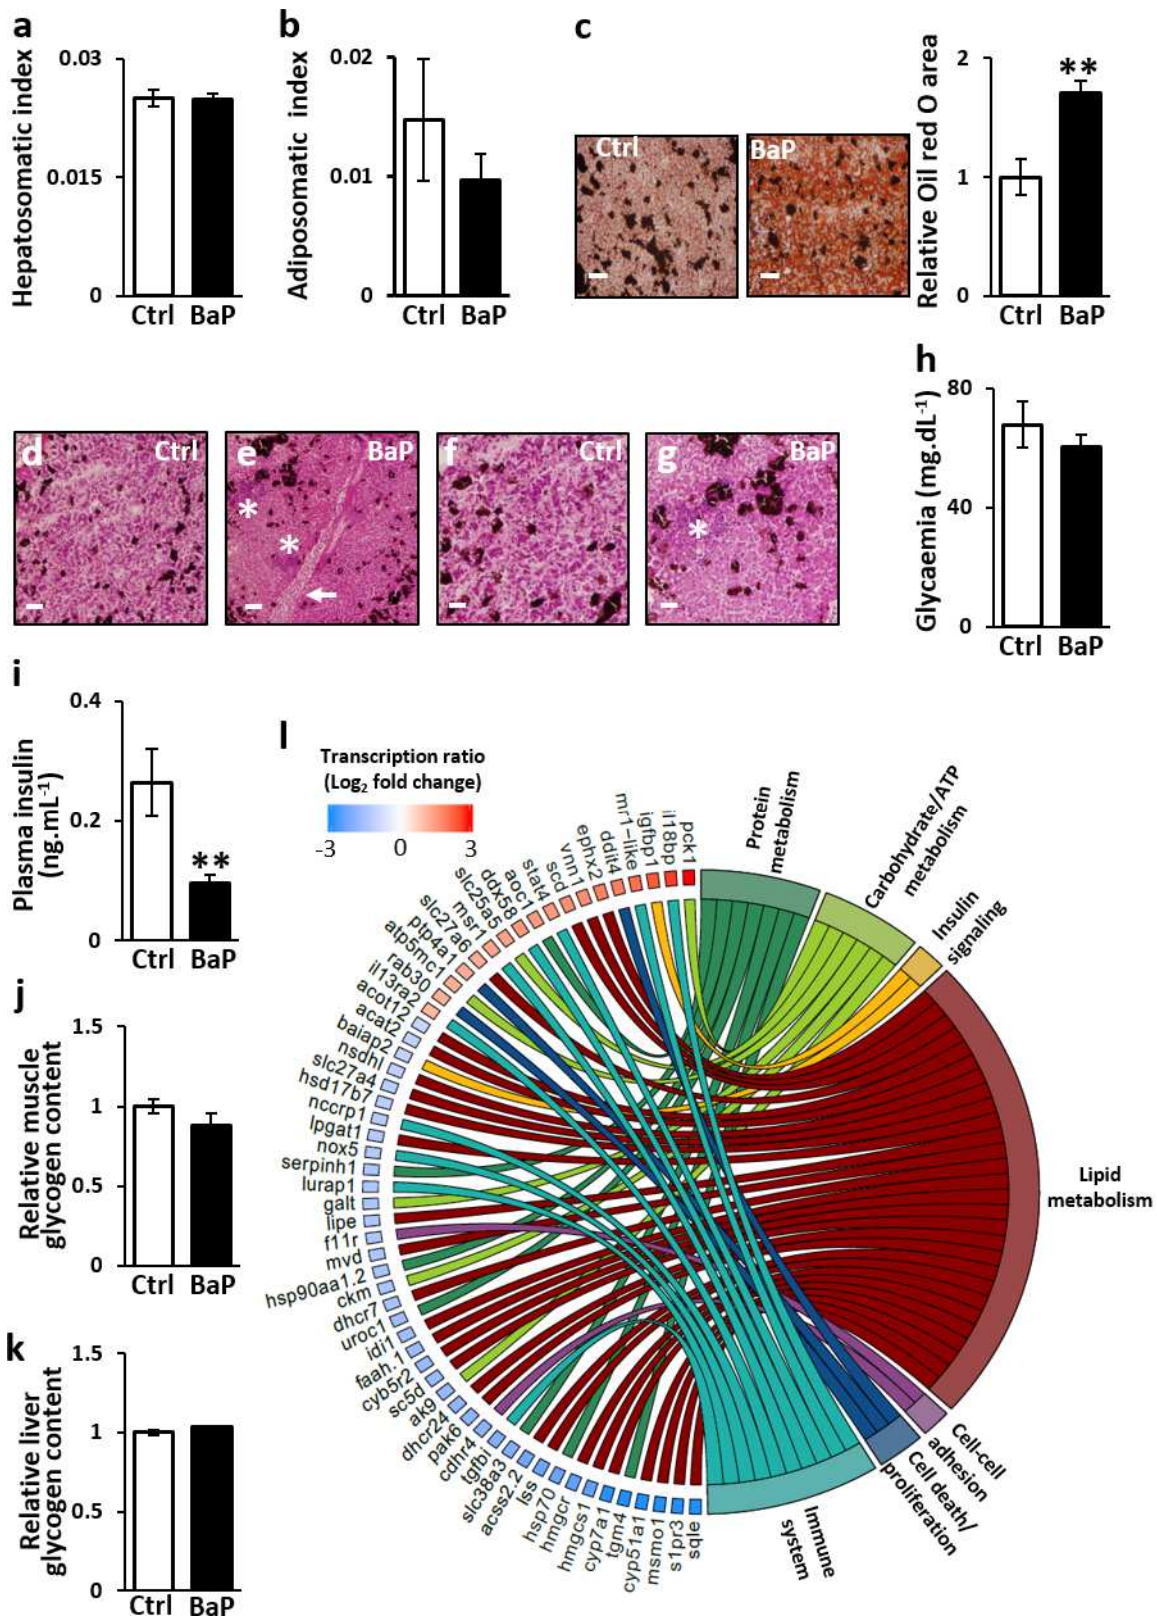 a
Hepatosomatic index
0.03
0.015
0
Ctrl BaP
b
Adiposomatic index
0.02
0.01
0
Ctrl BaP
c
Ctrl
BaP
Relative Oil red O area
2
1
0
**
Ctrl BaP
d
Ctrl
e
BaP
*
*
f
Ctrl
g
BaP
*
h
Glycaemia (mg.dL⁻¹)
80
40
0
Ctrl BaP
i
Plasma insulin
(ng.mL⁻¹)
0.4
0.2
0
**
Ctrl BaP
j
Relative muscle
glycogen content
1.5
1
0.5
0
Ctrl BaP
k
Relative liver
glycogen content
1.5
1
0.5
0
Ctrl BaP
l
Transcription ratio
(Log₂ fold change)
-3 0 3
pck1
il18bp
igfbp1
mr1-like
ddit4
ephx2
vnn1
scd
stat4
aoc1
ddx58
slc25a5
msr1
slc27a6
ptp4a1
atp5mc1
rab30
il13ra2
acot12
acat2
baiap2
nsdhl
slc27a4
hsd17b7
nccrp1
lpgat1
nox5
serpinh1
lurap1
galt
lipe
f11r
mvd
hsp90aa1.2
ckm
dhcr7
uroc1
idi1
faah.1
cyb5r2
sc5d
ak9
dhcr24
pak6
cdhr4
tgfbi
slc38a3
acss2.2
lss
hsp70
hmgcr
hmgcs1
cyp7a1
tgm4
cyp51a1
msmo1
s1pr3
sqle
Protein
metabolism
Carbohydrate/ATP
metabolism
Insulin
signaling
Lipid
metabolism
Cell-cell
adhesion
Cell death/
proliferation
Immune
system